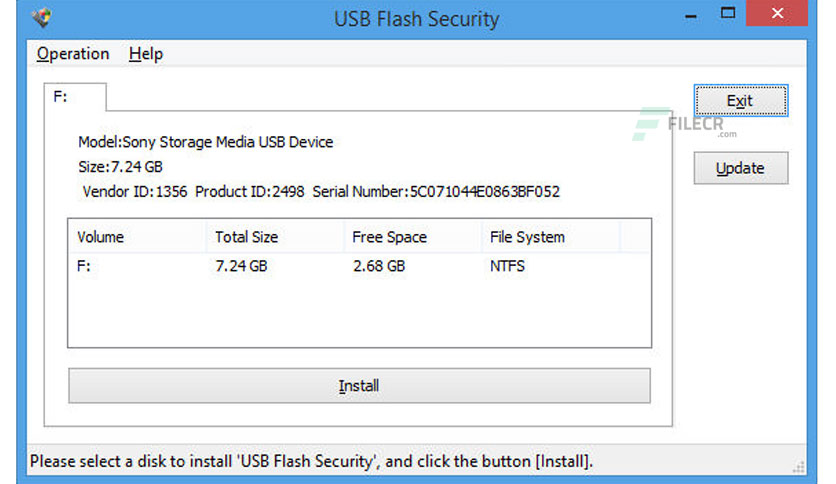 USB Flash Security
Operation Help
F:
Exit
FILECR
.com
Model:Sony Storage Media USB Device
Size:7.24 GB
Update
Vendor ID:1356 Product ID:2498 Serial Number:5C071044E0863BF052
Volume Total Size Free Space File System
F: 7.24 GB 2.68 GB NTFS
Install
Please select a disk to install 'USB Flash Security', and click the button [Install].